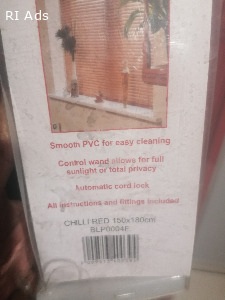 RI Ads
Smooth PVC for easy cleaning
Control wand allows for full
sunlight or total privacy
Automatic cord lock
All instructions and fittings included
CHILLI RED 150x180cm
BLP0004E